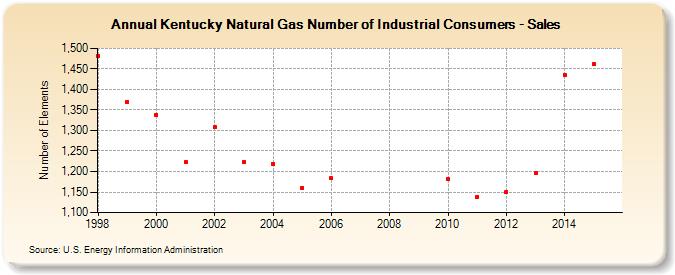 Annual Kentucky Natural Gas Number of Industrial Consumers - Sales
Number of Elements
1,500
1,450
1,400
1,350
1,300
1,250
1,200
1,150
1,100
1998 2000 2002 2004 2006 2008 2010 2012 2014
Source: U.S. Energy Information Administration